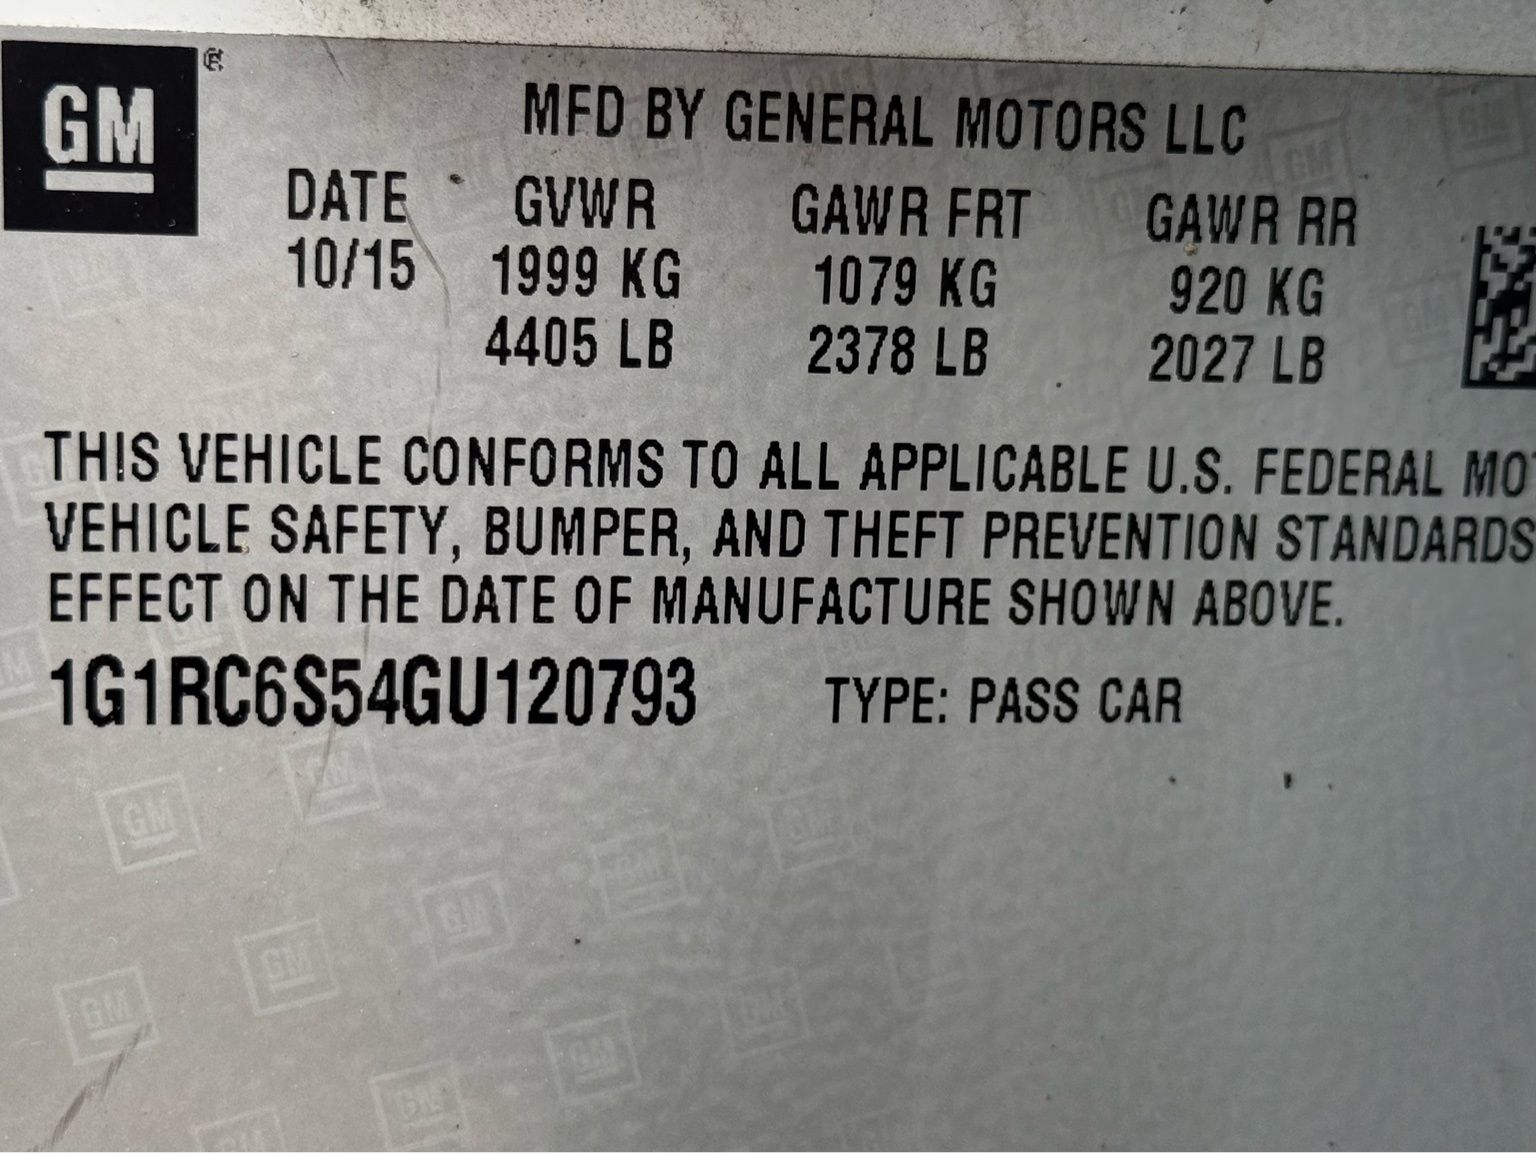 GM ®
MFD BY GENERAL MOTORS LLC
DATE GVWR GAWR FRT GAWR RR
10/15 1999 KG 1079 KG 920 KG
4405 LB 2378 LB 2027 LB
THIS VEHICLE CONFORMS TO ALL APPLICABLE U.S. FEDERAL MO
VEHICLE SAFETY, BUMPER, AND THEFT PREVENTION STANDARDS
EFFECT ON THE DATE OF MANUFACTURE SHOWN ABOVE.
1G1RC6S54GU120793 TYPE: PASS CAR